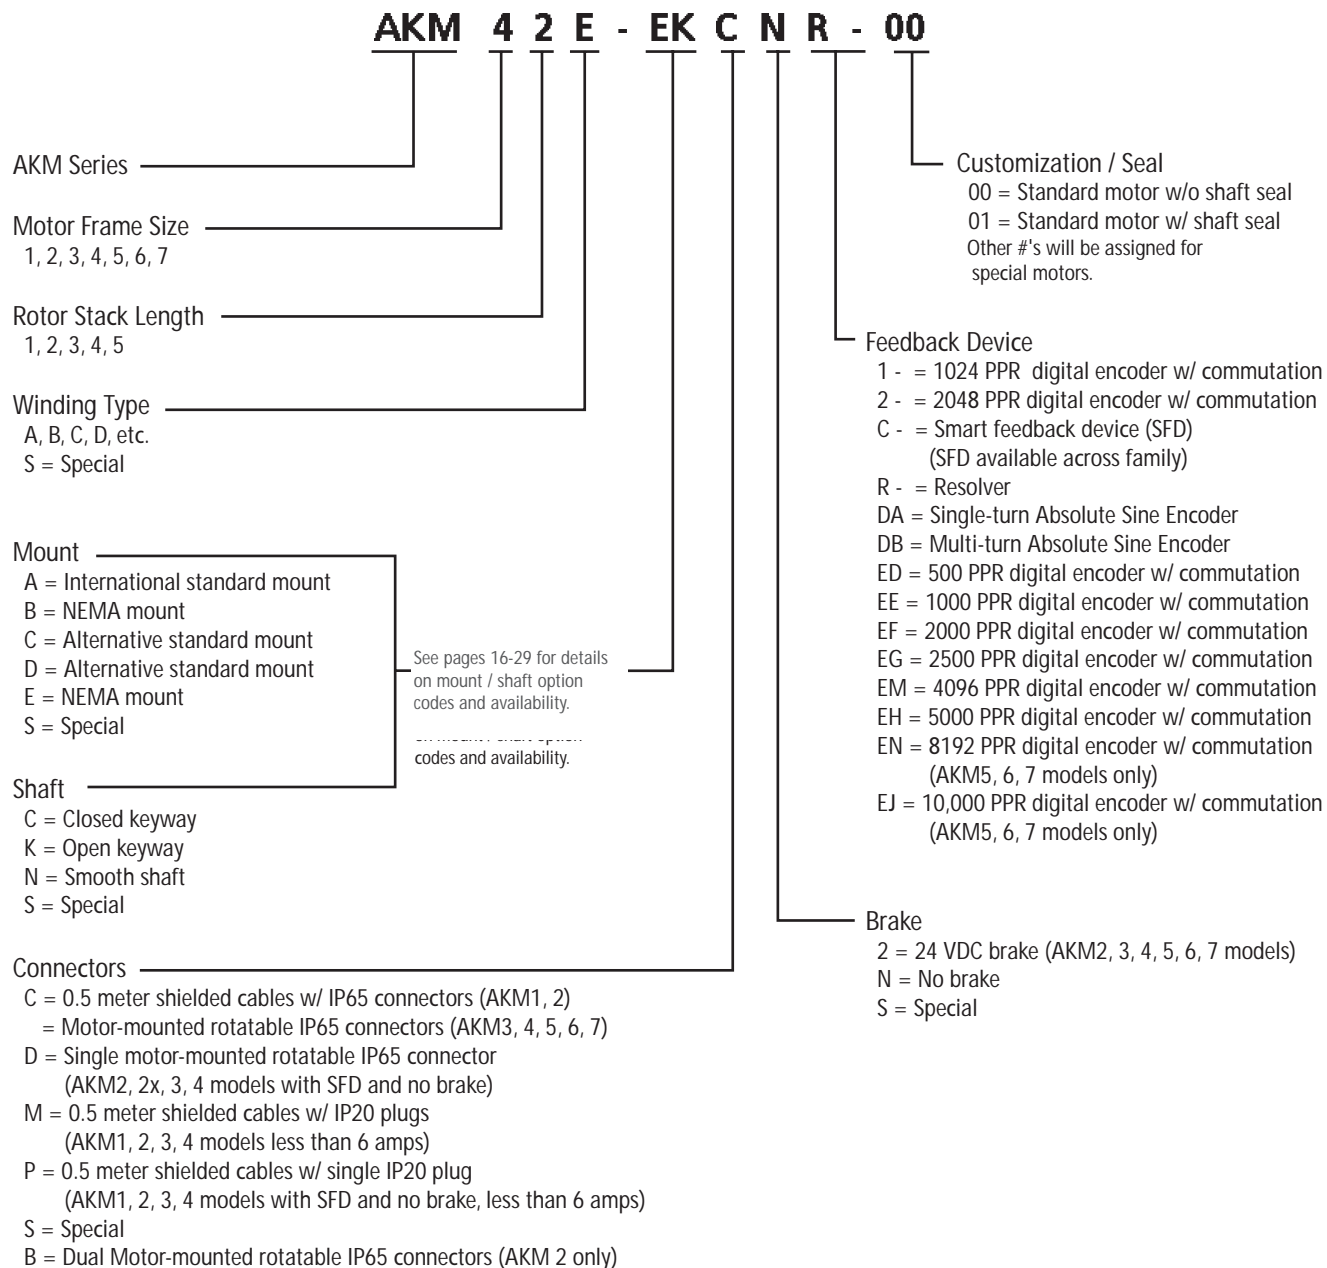 AKM 4 2 E - EK C N R - 00
AKM Series
Motor Frame Size
1, 2, 3, 4, 5, 6, 7
Rotor Stack Length
1, 2, 3, 4, 5
Winding Type
A, B, C, D, etc.
S = Special
Mount
A = International standard mount
B = NEMA mount
C = Alternative standard mount
D = Alternative standard mount
E = NEMA mount
S = Special
See pages 16-29 for details
on mount / shaft option
codes and availability.
codes and availability.
Shaft
C = Closed keyway
K = Open keyway
N = Smooth shaft
S = Special
Connectors
C = 0.5 meter shielded cables w/ IP65 connectors (AKM1, 2)
= Motor-mounted rotatable IP65 connectors (AKM3, 4, 5, 6, 7)
D = Single motor-mounted rotatable IP65 connector
(AKM2, 2x, 3, 4 models with SFD and no brake)
M = 0.5 meter shielded cables w/ IP20 plugs
(AKM1, 2, 3, 4 models less than 6 amps)
P = 0.5 meter shielded cables w/ single IP20 plug
(AKM1, 2, 3, 4 models with SFD and no brake, less than 6 amps)
S = Special
B = Dual Motor-mounted rotatable IP65 connectors (AKM 2 only)
Customization / Seal
00 = Standard motor w/o shaft seal
01 = Standard motor w/ shaft seal
Other #'s will be assigned for
special motors.
Feedback Device
1 - = 1024 PPR digital encoder w/ commutation
2 - = 2048 PPR digital encoder w/ commutation
C - = Smart feedback device (SFD)
(SFD available across family)
R - = Resolver
DA = Single-turn Absolute Sine Encoder
DB = Multi-turn Absolute Sine Encoder
ED = 500 PPR digital encoder w/ commutation
EE = 1000 PPR digital encoder w/ commutation
EF = 2000 PPR digital encoder w/ commutation
EG = 2500 PPR digital encoder w/ commutation
EM = 4096 PPR digital encoder w/ commutation
EH = 5000 PPR digital encoder w/ commutation
EN = 8192 PPR digital encoder w/ commutation
(AKM5, 6, 7 models only)
EJ = 10,000 PPR digital encoder w/ commutation
(AKM5, 6, 7 models only)
Brake
2 = 24 VDC brake (AKM2, 3, 4, 5, 6, 7 models)
N = No brake
S = Special